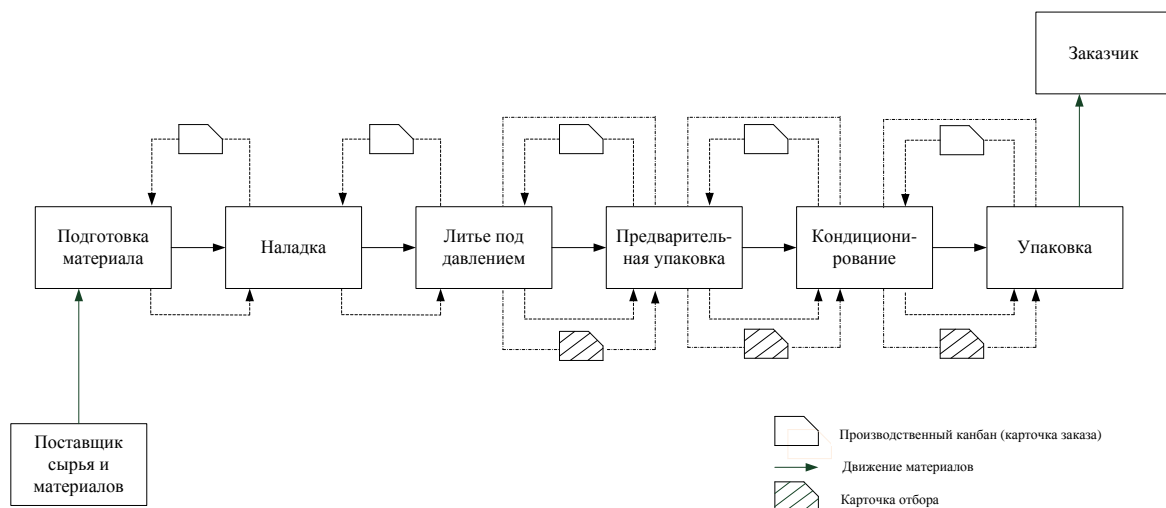 Заказчик
Подготовка
материала
Наладка
Литье под
давлением
Предваритель-
ная упаковка
Кондициони-
рование
Упаковка
Поставщик
сырья и
материалов
Производственный канбан (карточка заказа)
Движение материалов
Карточка отбора